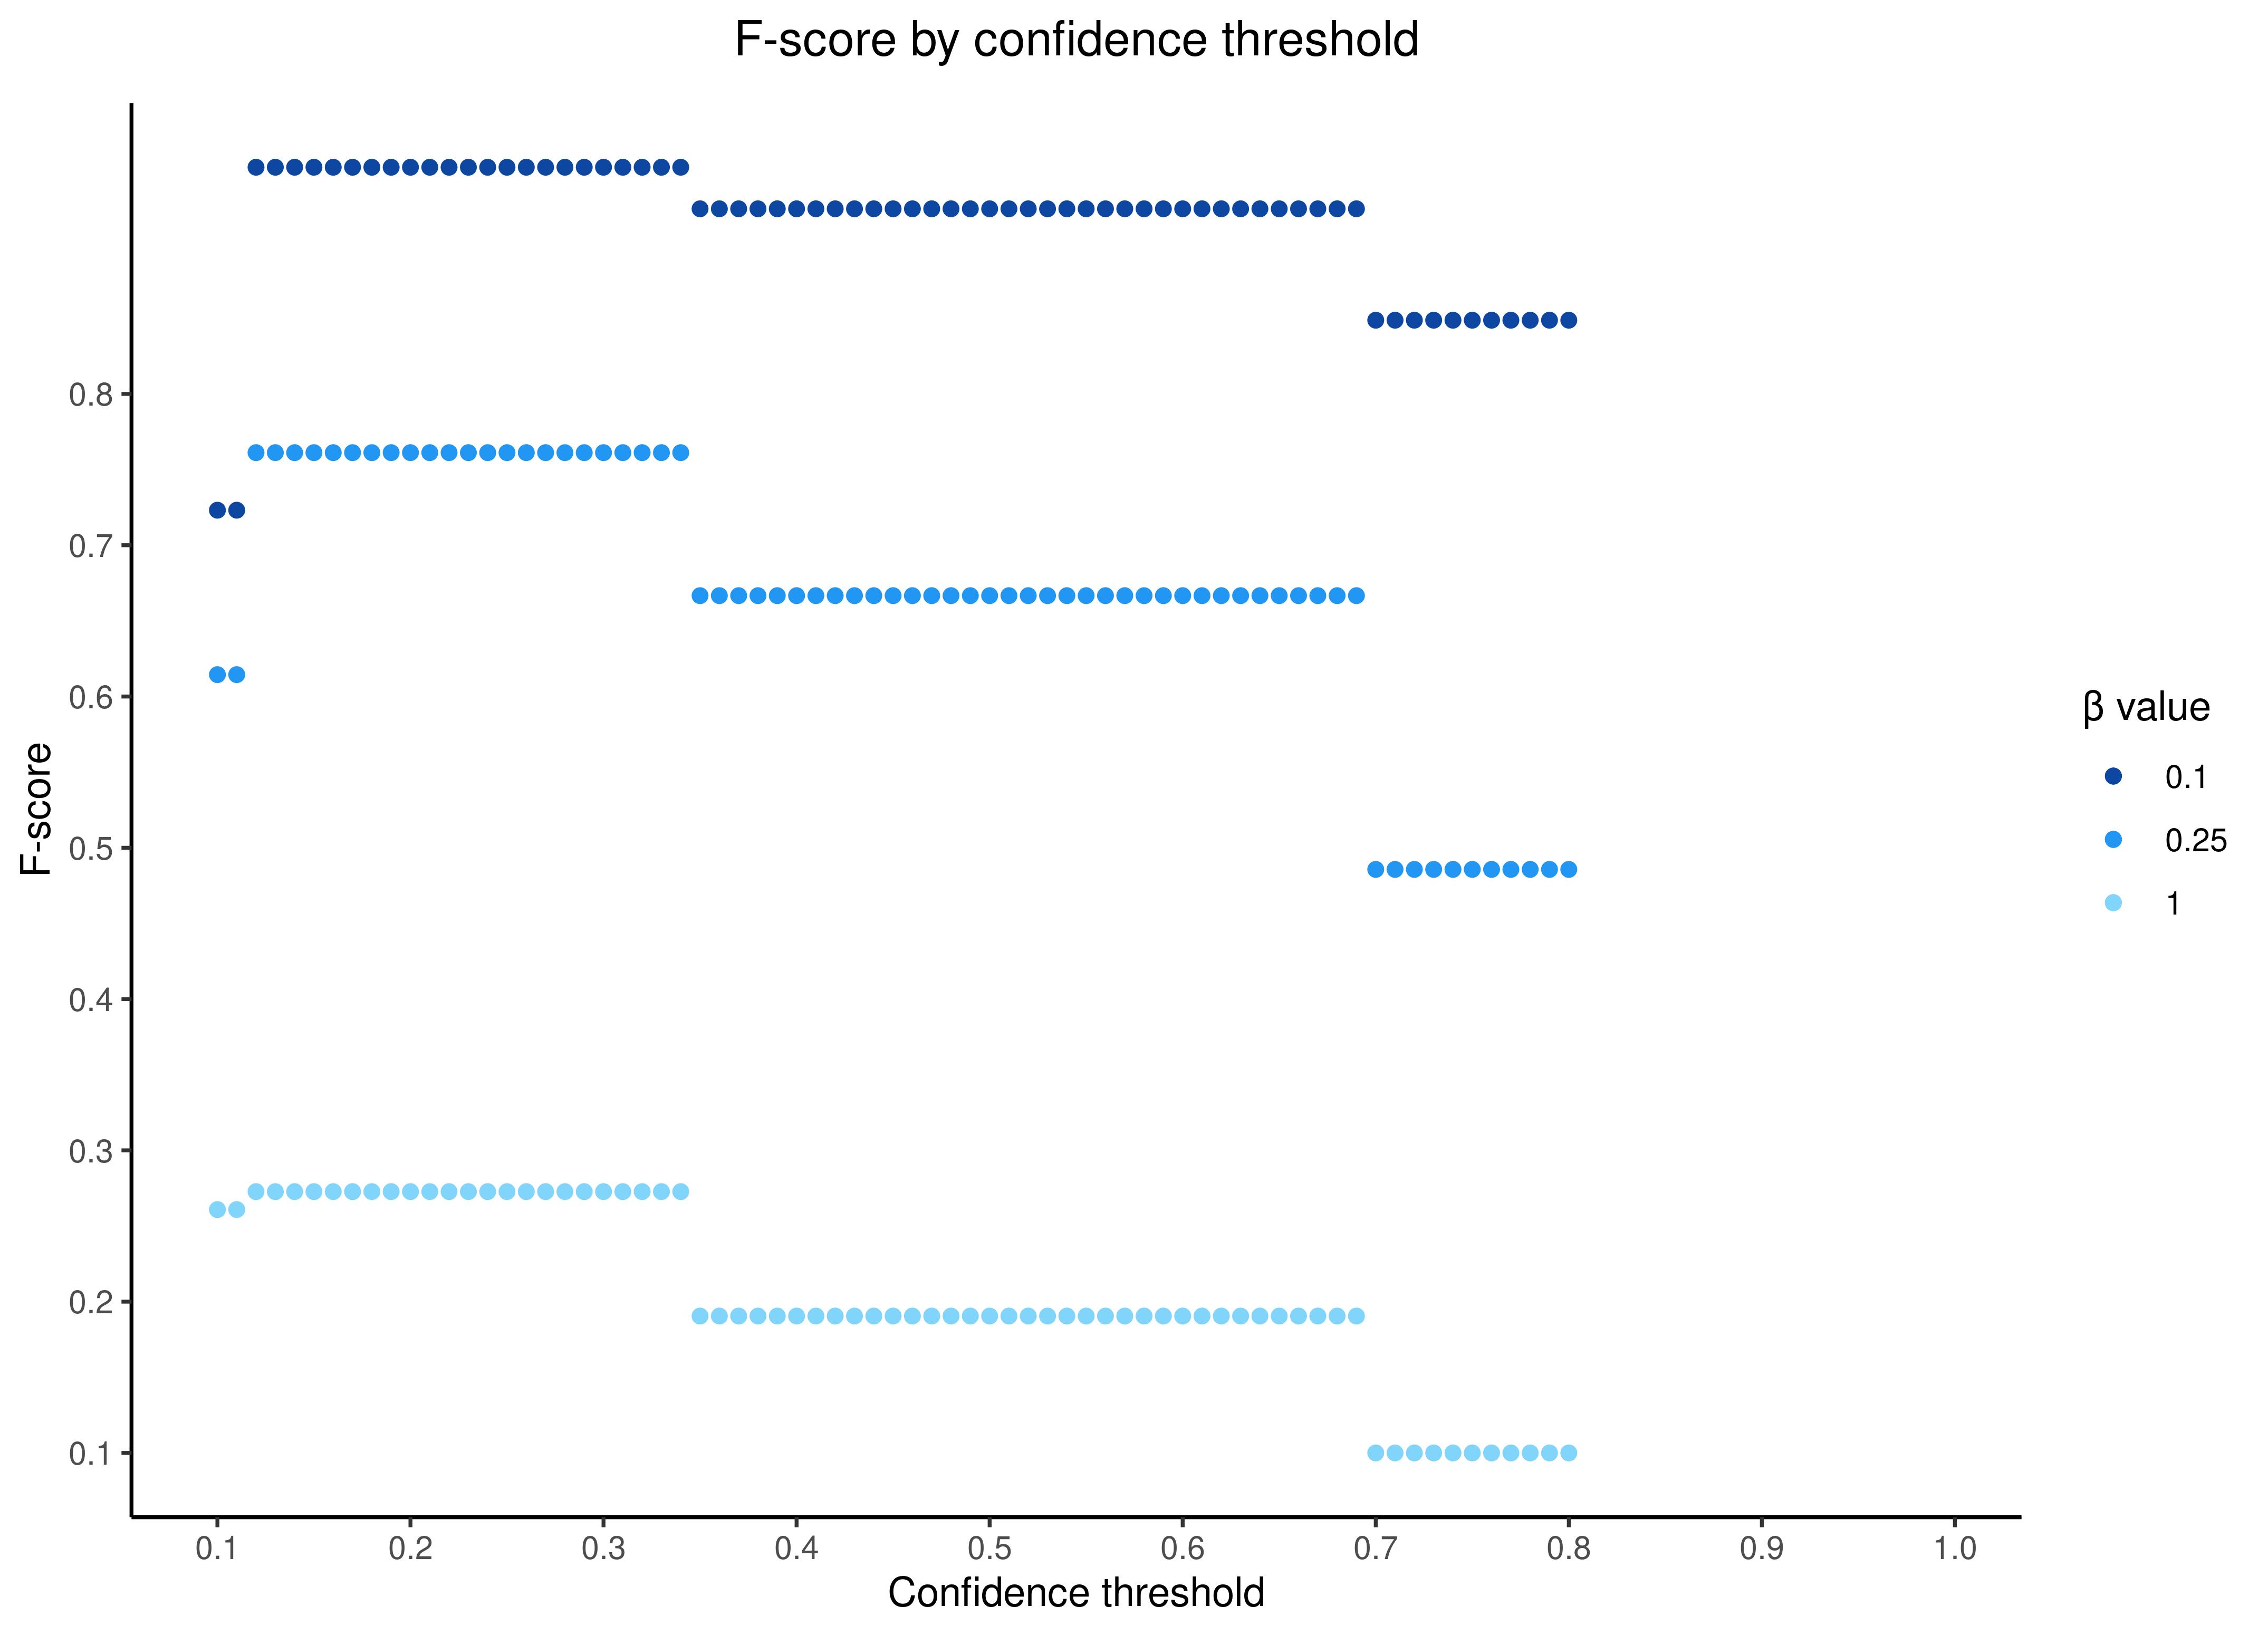 F-score by confidence threshold
F-score
0.8
0.7
0.6
0.5
0.4
0.3
0.2
0.1
0.1 0.2 0.3 0.4 0.5 0.6 0.7 0.8 0.9 1.0
Confidence threshold
β value
0.1
0.25
1